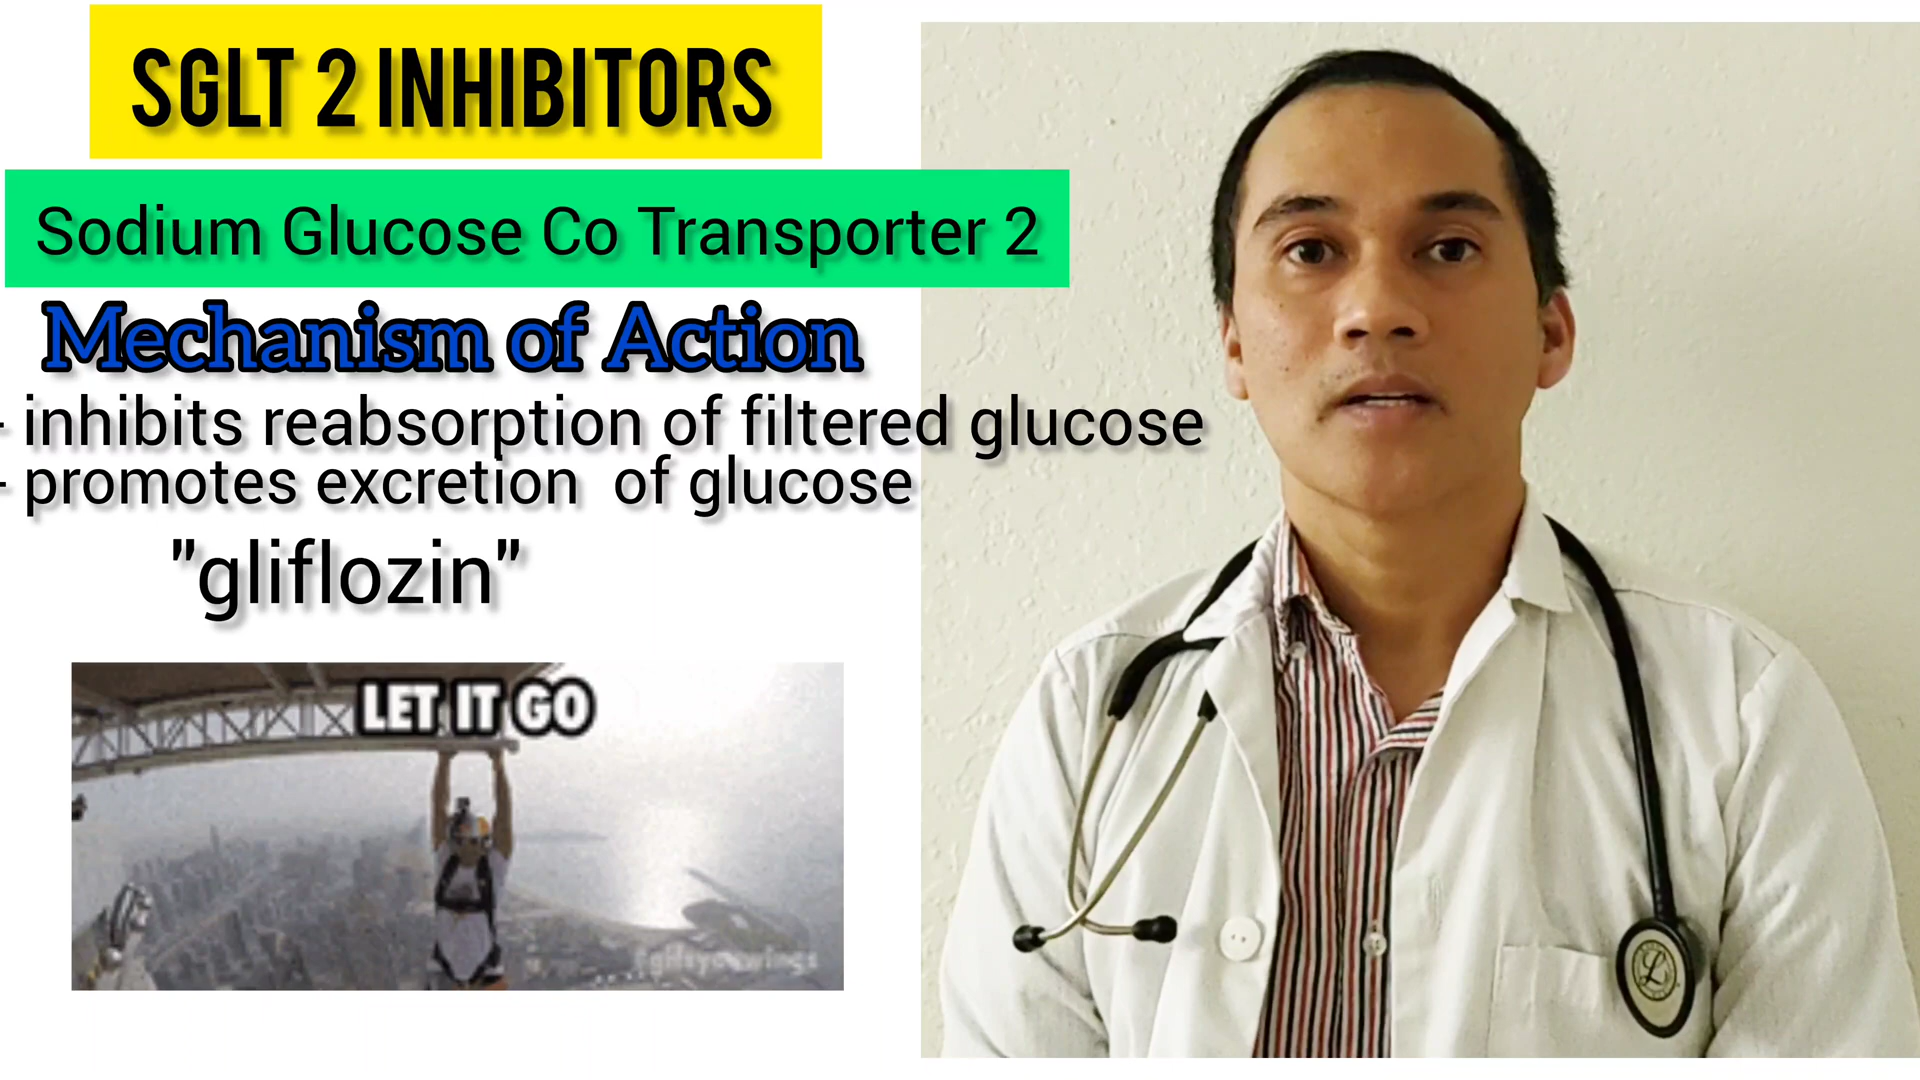 SGLT 2 INHIBITORS
Sodium Glucose Co Transporter 2
Mechanism of Action
- inhibits reabsorption of filtered glucose
- promotes excretion of glucose
"gliflozin"
LET IT GO